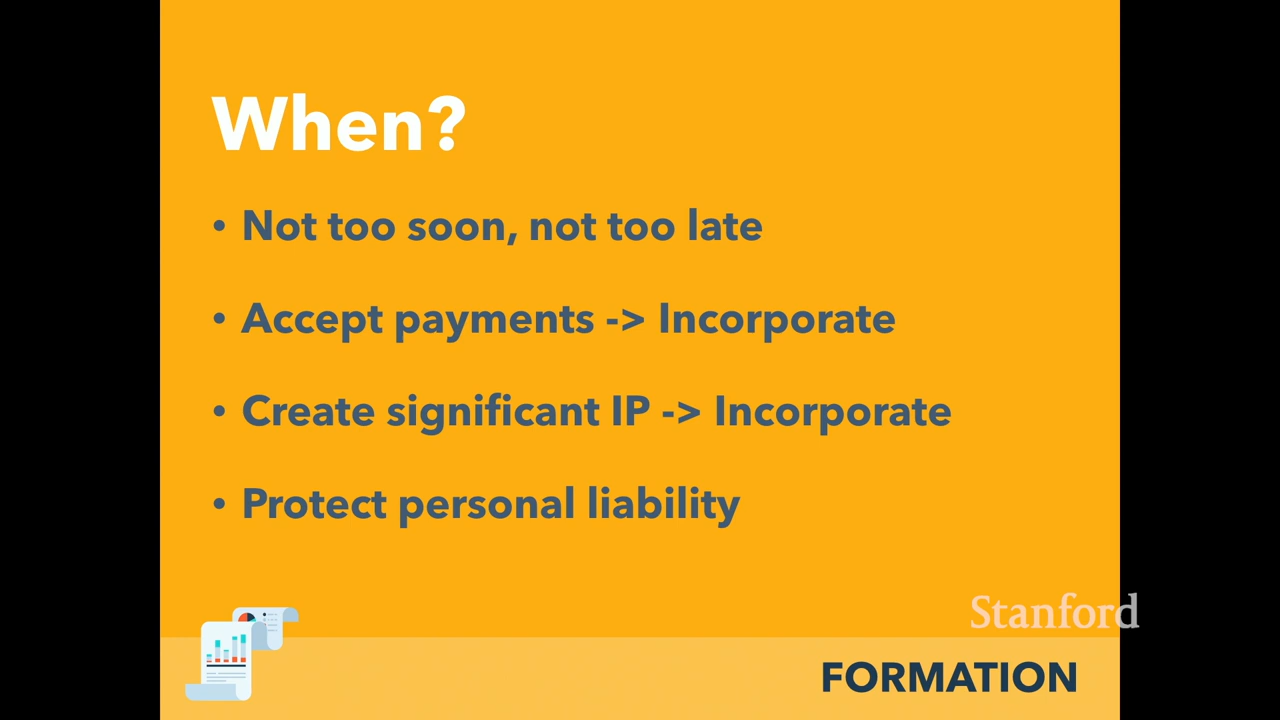 When?
• Not too soon, not too late
• Accept payments -> Incorporate
• Create significant IP -> Incorporate
• Protect personal liability
Stanford
FORMATION